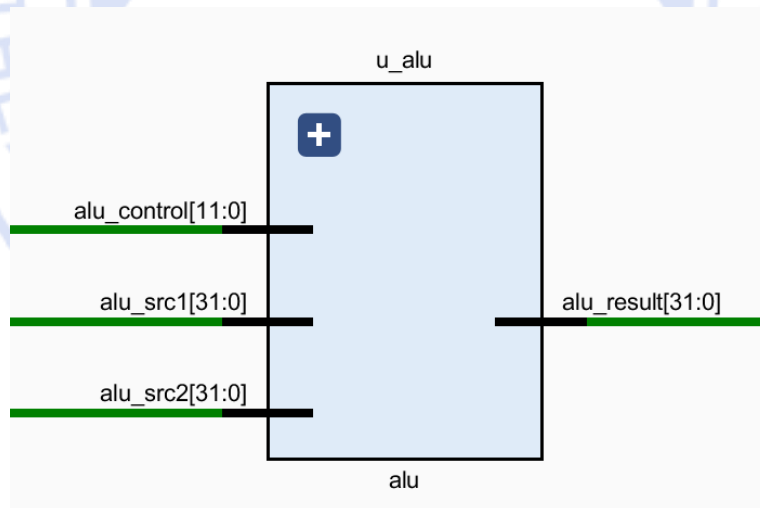 u_alu
alu_control[11:0]
alu_src1[31:0]
alu_result[31:0]
alu_src2[31:0]
alu